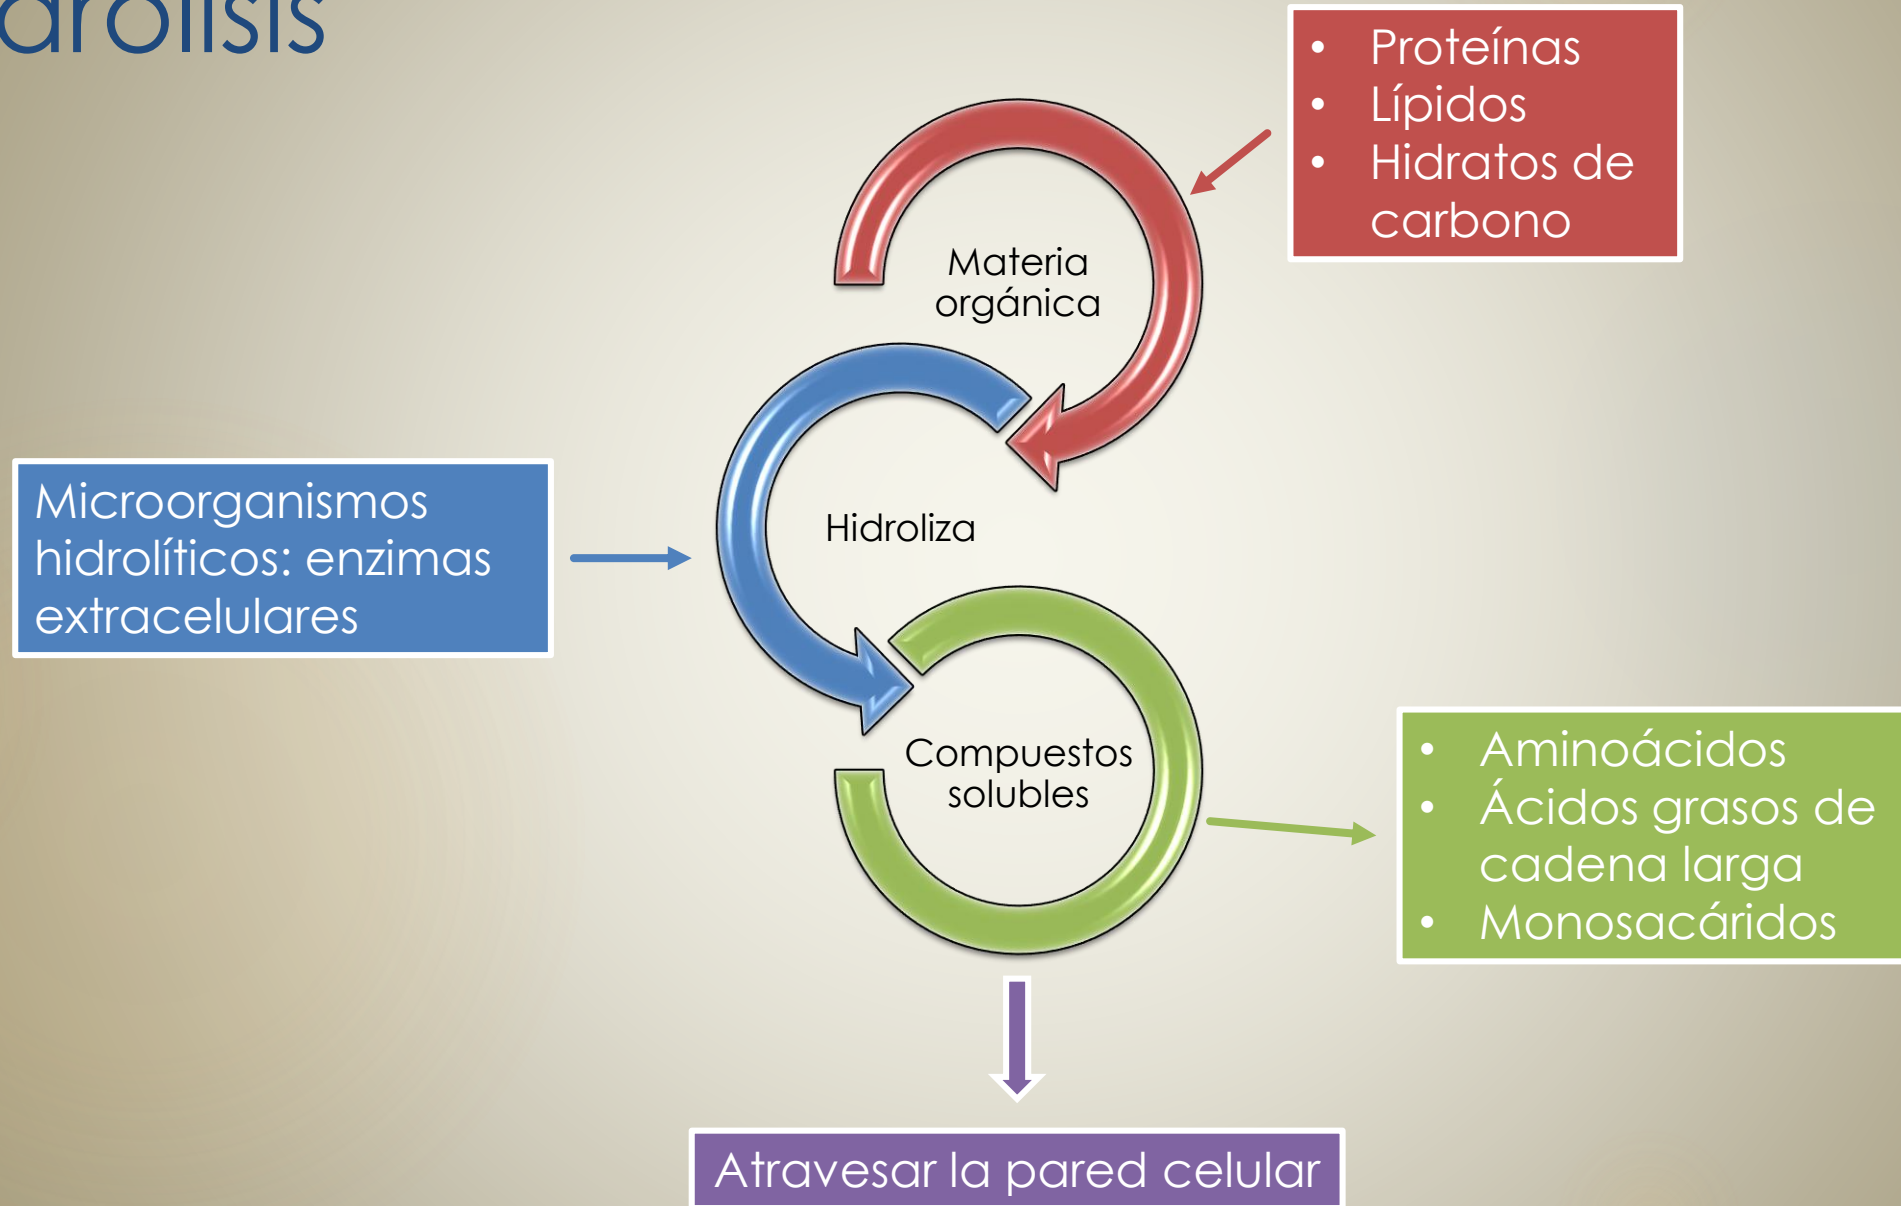 • Proteínas
• Lípidos
• Hidratos de
carbono
Materia
orgánica
Microorganismos
hidrolíticos: enzimas
extracelulares
Hidroliza
Compuestos
solubles
• Aminoácidos
• Ácidos grasos de
cadena larga
• Monosacáridos
Atravesar la pared celular